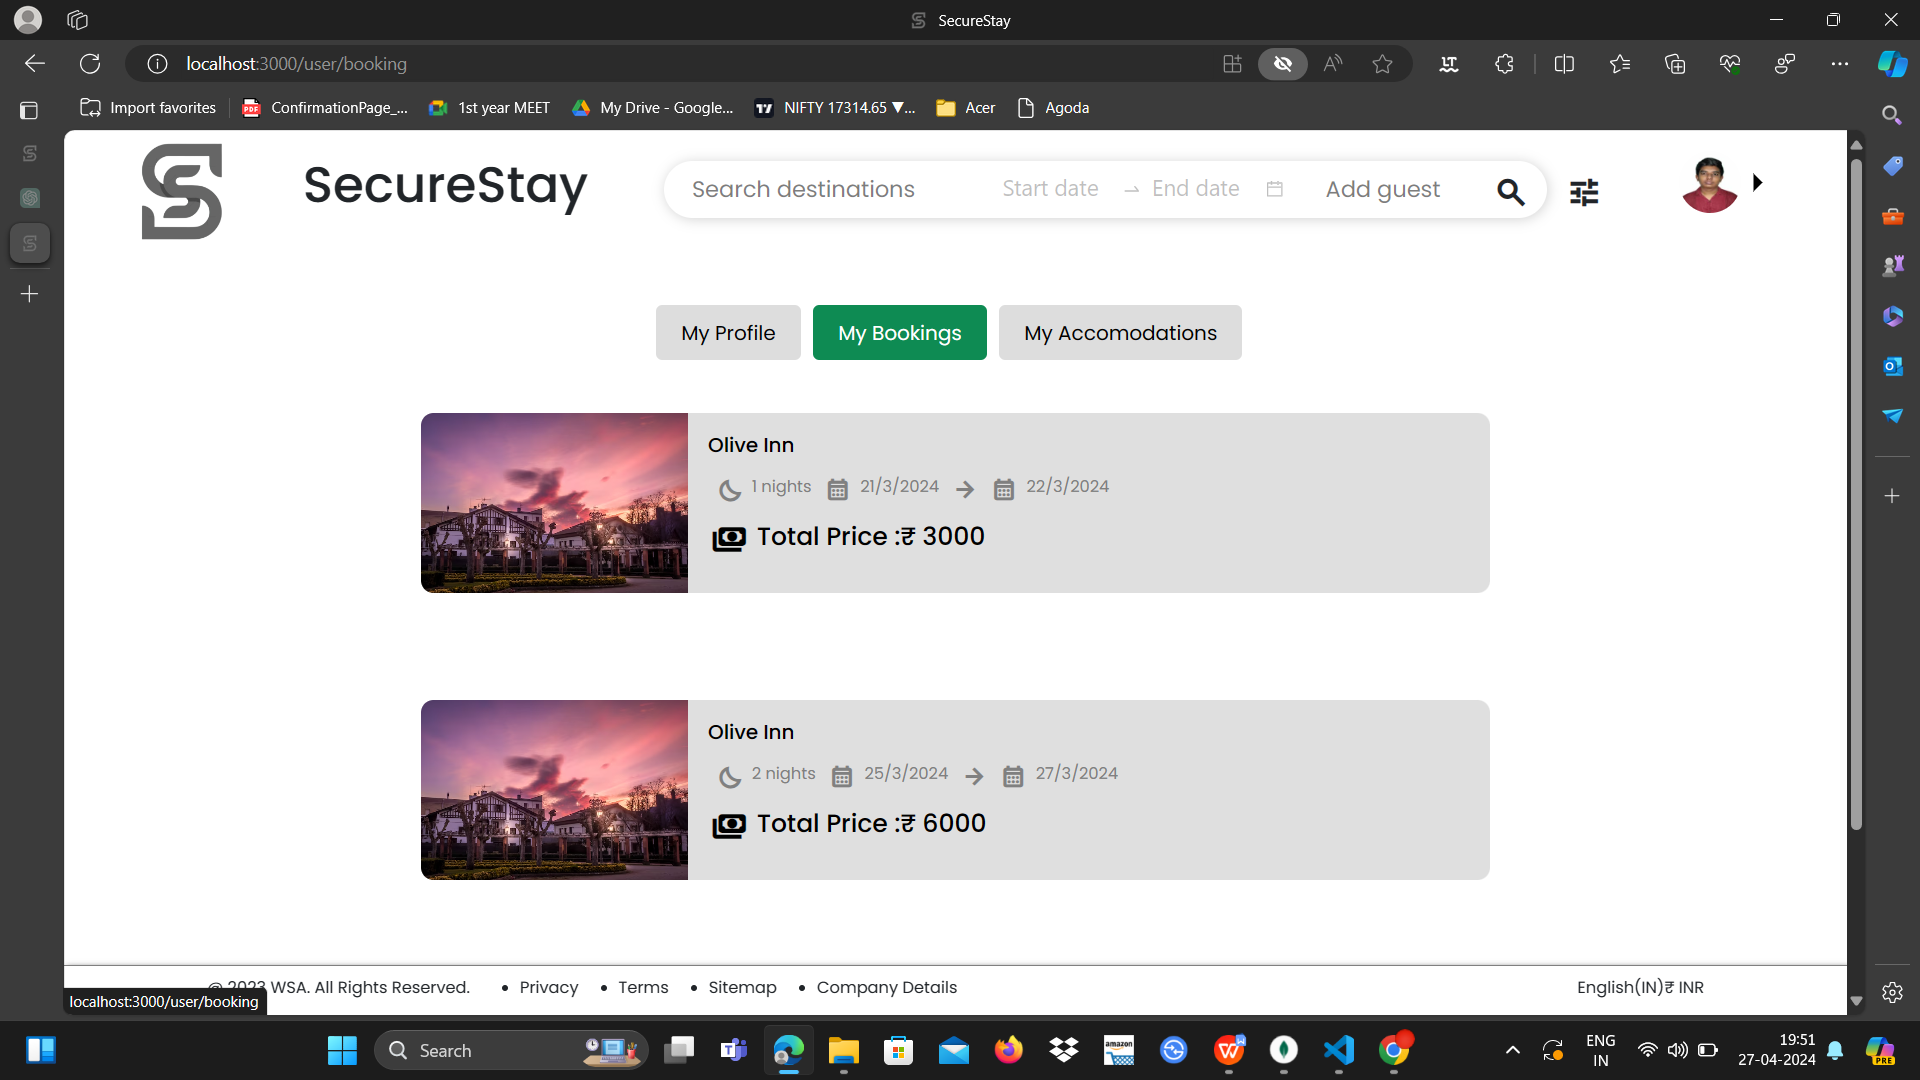 SecureStay
localhost:3000/user/booking
Import favorites
ConfirmationPage_...
1st year MEET
My Drive - Google...
NIFTY 17314.65 ▼...
Acer
Agoda
SecureStay
Search destinations
Start date
End date
Add guest
My Profile
My Bookings
My Accomodations
Olive Inn
1 nights 21/3/2024 22/3/2024
Total Price :₹ 3000
Olive Inn
2 nights 25/3/2024 27/3/2024
Total Price :₹ 6000
@ 2023 WSA. All Rights Reserved. • Privacy • Terms • Sitemap • Company Details
English(IN)₹ INR
localhost:3000/user/booking
Search
amazon
ENG
IN
19:51
27-04-2024
PRE